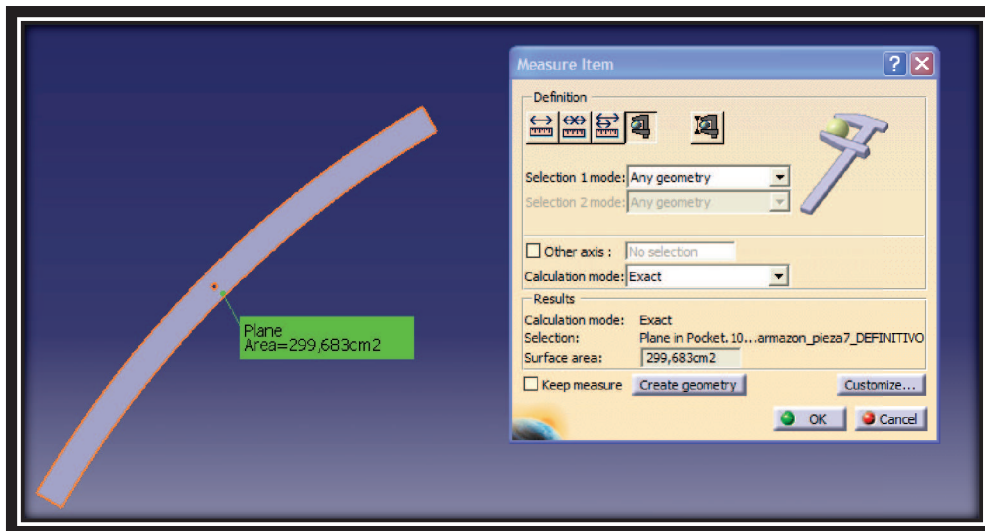 Plane
Area=299,683cm2
Measure Item
Definition
Selection 1 mode: Any geometry
Selection 2 mode: Any geometry
Other axis : No selection
Calculation mode: Exact
Results
Calculation mode: Exact
Selection: Plane in Pocket.10...armazon_pieza7_DEFINITIVO
Surface area: 299,683cm2
Keep measure Create geometry Customize...
OK Cancel